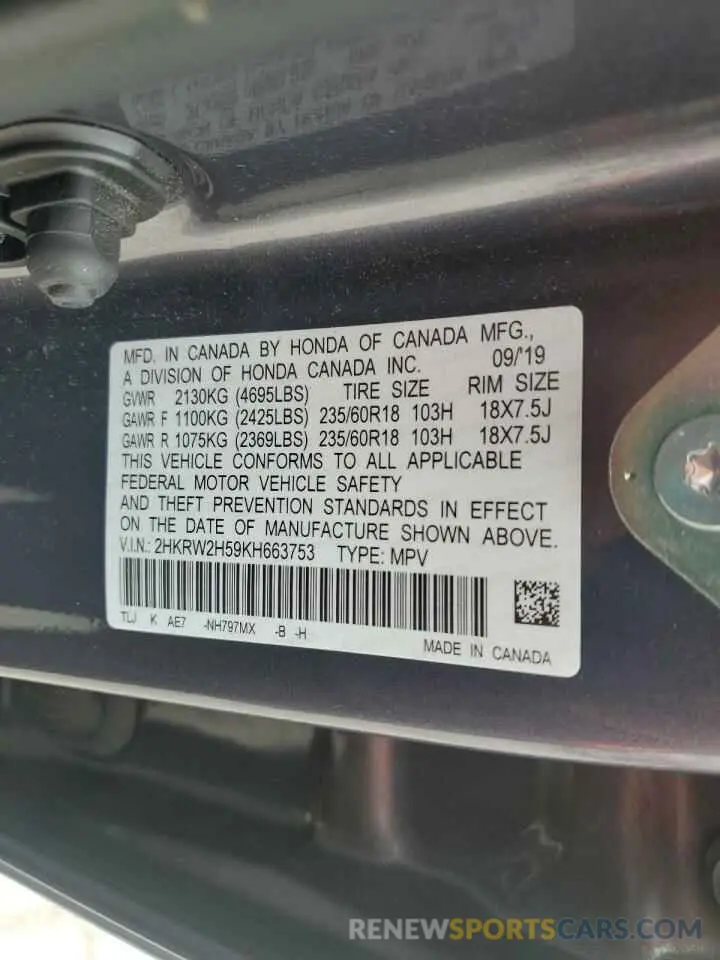 MFD. IN CANADA BY HONDA OF CANADA MFG.,
A DIVISION OF HONDA CANADA INC. 09/'19
GVWR 2130KG (4695LBS) TIRE SIZE RIM SIZE
GAWR F 1100KG (2425LBS) 235/60R18 103H 18X7.5J
GAWR R 1075KG (2369LBS) 235/60R18 103H 18X7.5J
THIS VEHICLE CONFORMS TO ALL APPLICABLE
FEDERAL MOTOR VEHICLE SAFETY
AND THEFT PREVENTION STANDARDS IN EFFECT
ON THE DATE OF MANUFACTURE SHOWN ABOVE.
V.I.N.: 2HKRW2H59KH663753 TYPE: MPV
TLJ K AE7 -NH797MX -B -H
MADE IN CANADA
RENEWSPORTSCARS.COM